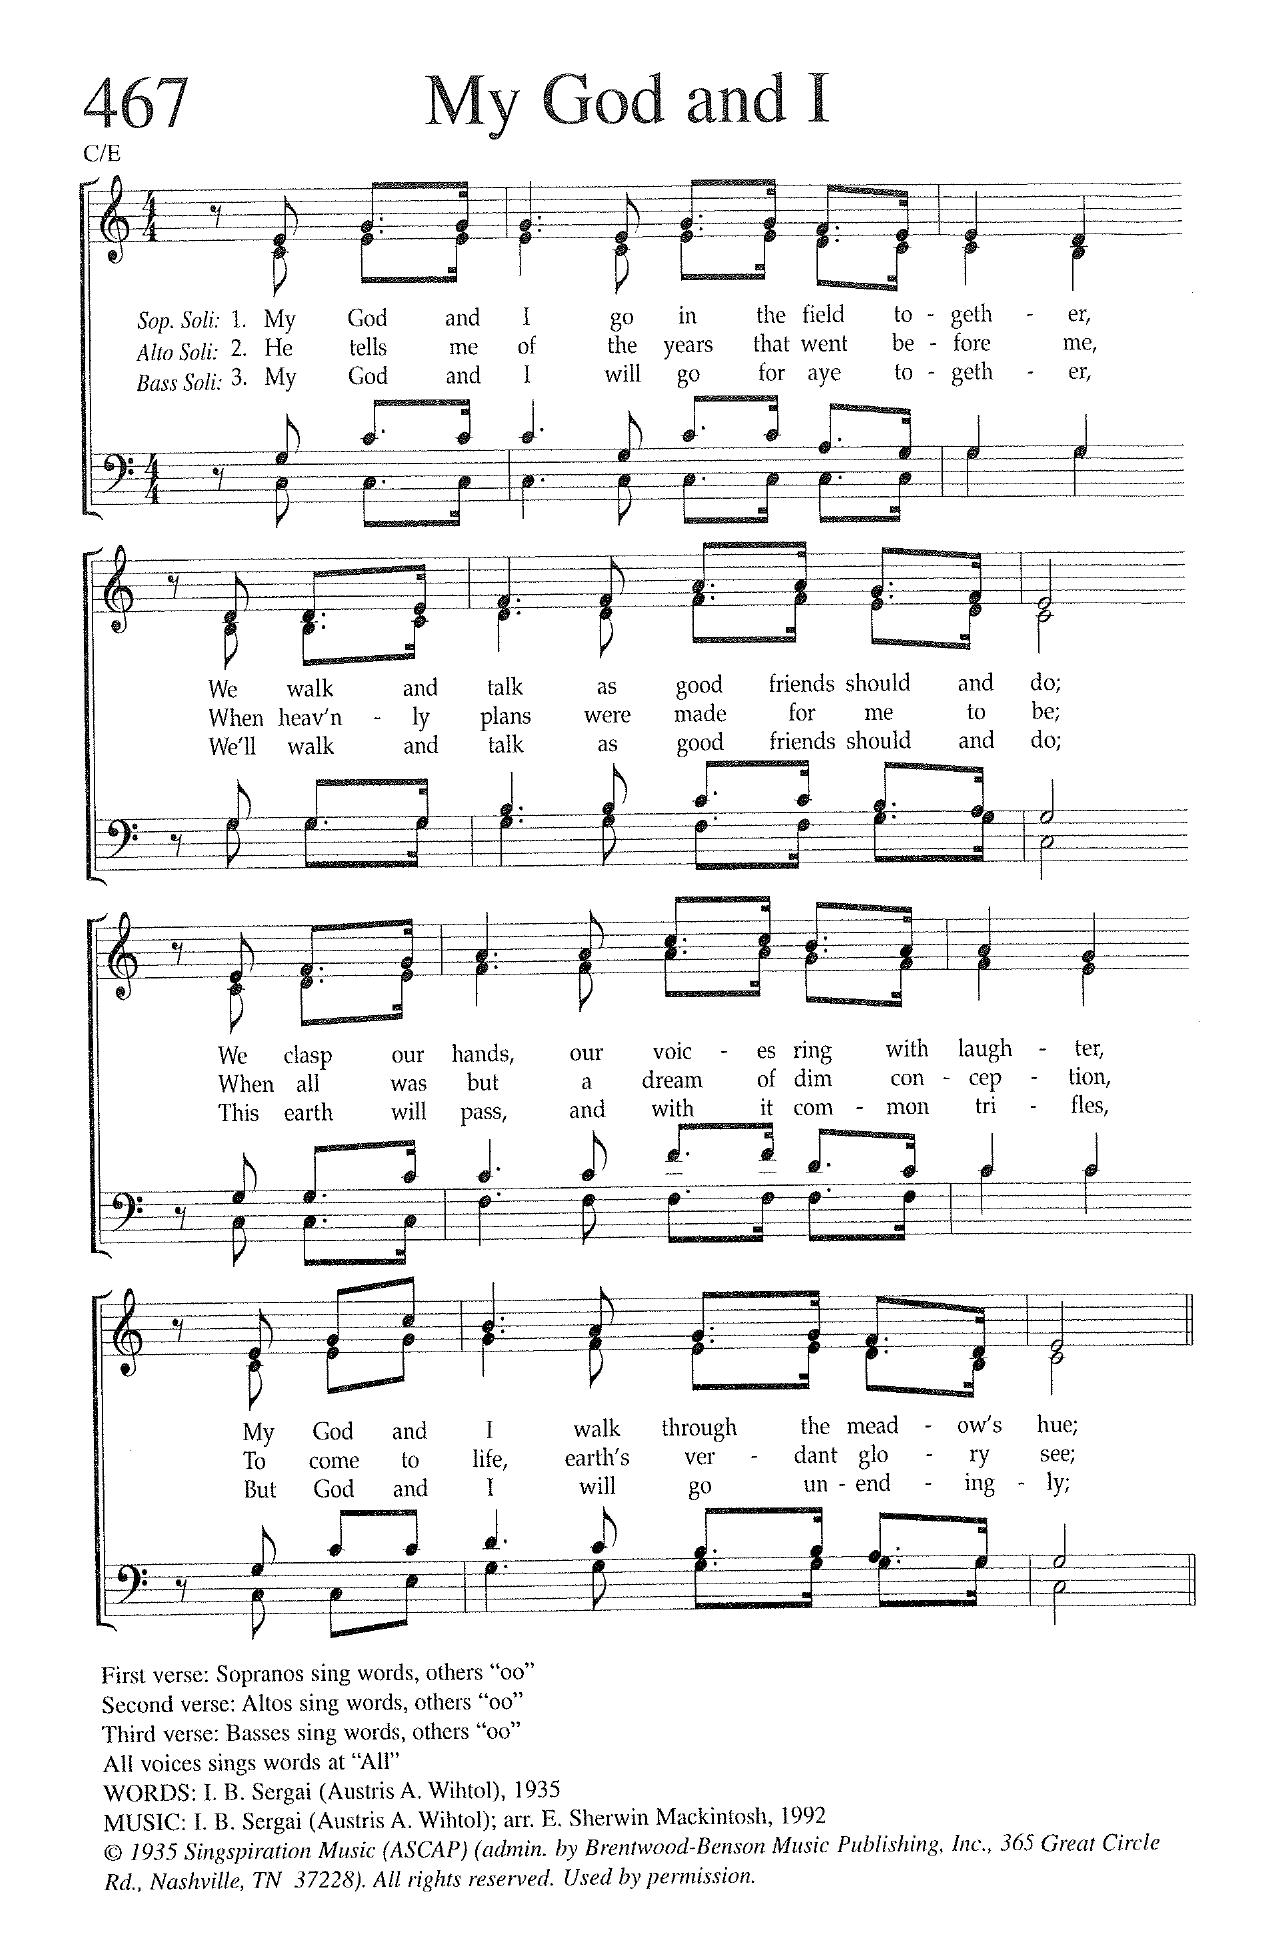 467
My God and I
C/E
4
4
Sop. Soli: 1. My God and I go in the field to - geth - er,
Alto Soli: 2. He tells me of the years that went be - fore me,
Bass Soli: 3. My God and I will go for aye to - geth - er,
4
4
We walk and talk as good friends should and do;
When heav'n - ly plans were made for me to be;
We'll walk and talk as good friends should and do;
We clasp our hands, our voic - es ring with laugh - ter,
When all was but a dream of dim con - cep - tion,
This earth will pass, and with it com - mon tri - fles,
My God and I walk through the mead - ow's hue;
To come to life, earth's ver - dant glo - ry see;
But God and I will go un - end - ing - ly;
First verse: Sopranos sing words, others “oo”
Second verse: Altos sing words, others “oo”
Third verse: Basses sing words, others “oo”
All voices sings words at “All”
WORDS: I. B. Sergai (Austris A. Wihtol), 1935
MUSIC: I. B. Sergai (Austris A. Wihtol); arr. E. Sherwin Mackintosh, 1992
© 1935 Singspiration Music (ASCAP) (admin. by Brentwood-Benson Music Publishing, Inc., 365 Great Circle
Rd., Nashville, TN 37228). All rights reserved. Used by permission.